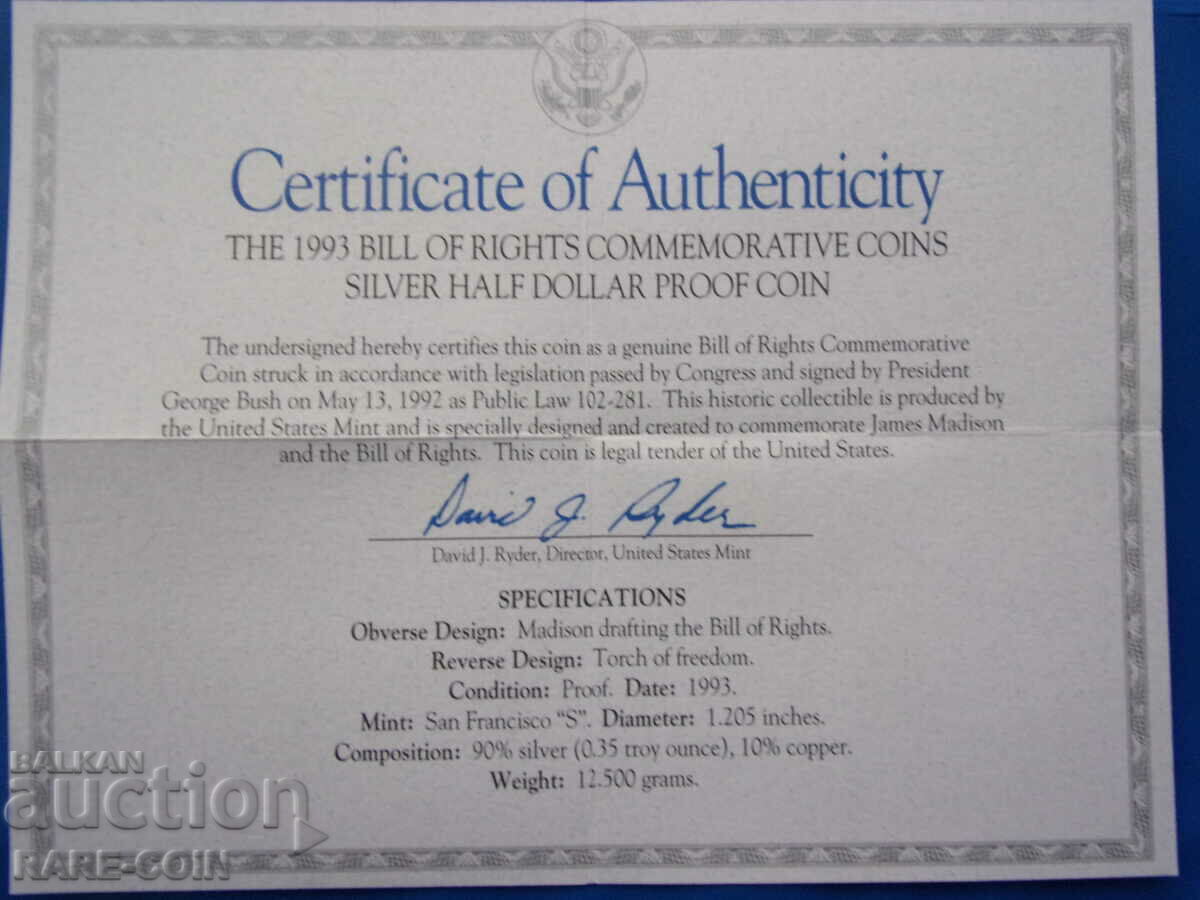 Certificate of Authenticity
THE 1993 BILL OF RIGHTS COMMEMORATIVE COINS
SILVER HALF DOLLAR PROOF COIN
The undersigned hereby certifies this coin as a genuine Bill of Rights Commemorative
Coin struck in accordance with legislation passed by Congress and signed by President
George Bush on May 13, 1992 as Public Law 102-281. This historic collectible is produced by
the United States Mint and is specially designed and created to commemorate James Madison
and the Bill of Rights. This coin is legal tender of the United States.
David J. Ryder
David J. Ryder, Director, United States Mint
SPECIFICATIONS
Obverse Design: Madison drafting the Bill of Rights.
Reverse Design: Torch of freedom.
Condition: Proof. Date: 1993.
Mint: San Francisco “S”. Diameter: 1.205 inches.
Composition: 90% silver (0.35 troy ounce), 10% copper.
Weight: 12.500 grams.
BALKAN
auction
RARE-COIN